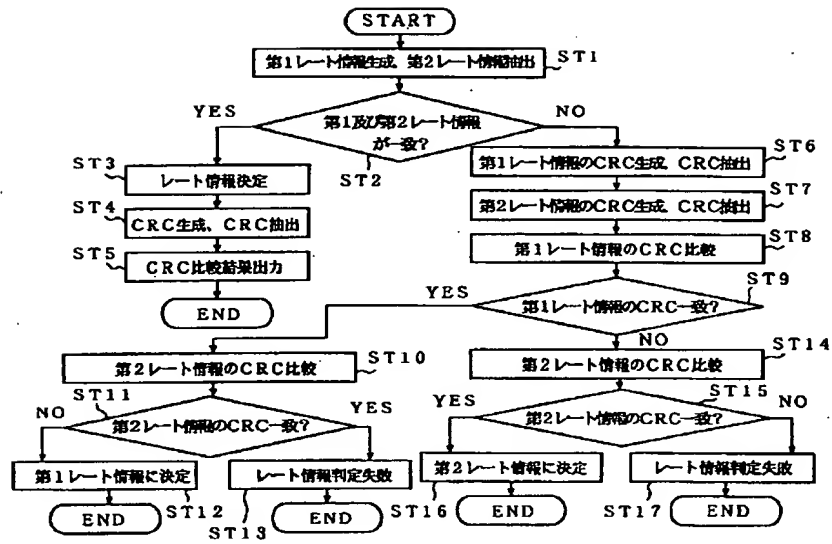 START
第1レート情報生成、第2レート情報抽出
ST1
第1及び第2レート情報
が一致?
YES
NO
ST2
ST3
レート情報決定
ST4
CRC生成、CRC抽出
ST5
CRC比較結果出力
END
第1レート情報のCRC生成、CRC抽出
ST6
第2レート情報のCRC生成、CRC抽出
ST7
第1レート情報のCRC比較
ST8
第1レート情報のCRC一致?
ST9
YES
NO
第2レート情報のCRC比較
ST10
ST11
第2レート情報のCRC一致?
NO
YES
第1レート情報に決定
ST12
END
レート情報判定失敗
ST13
END
第2レート情報のCRC比較
ST14
第2レート情報のCRC一致?
ST15
YES
NO
第2レート情報に決定
ST16
END
レート情報判定失敗
ST17
END